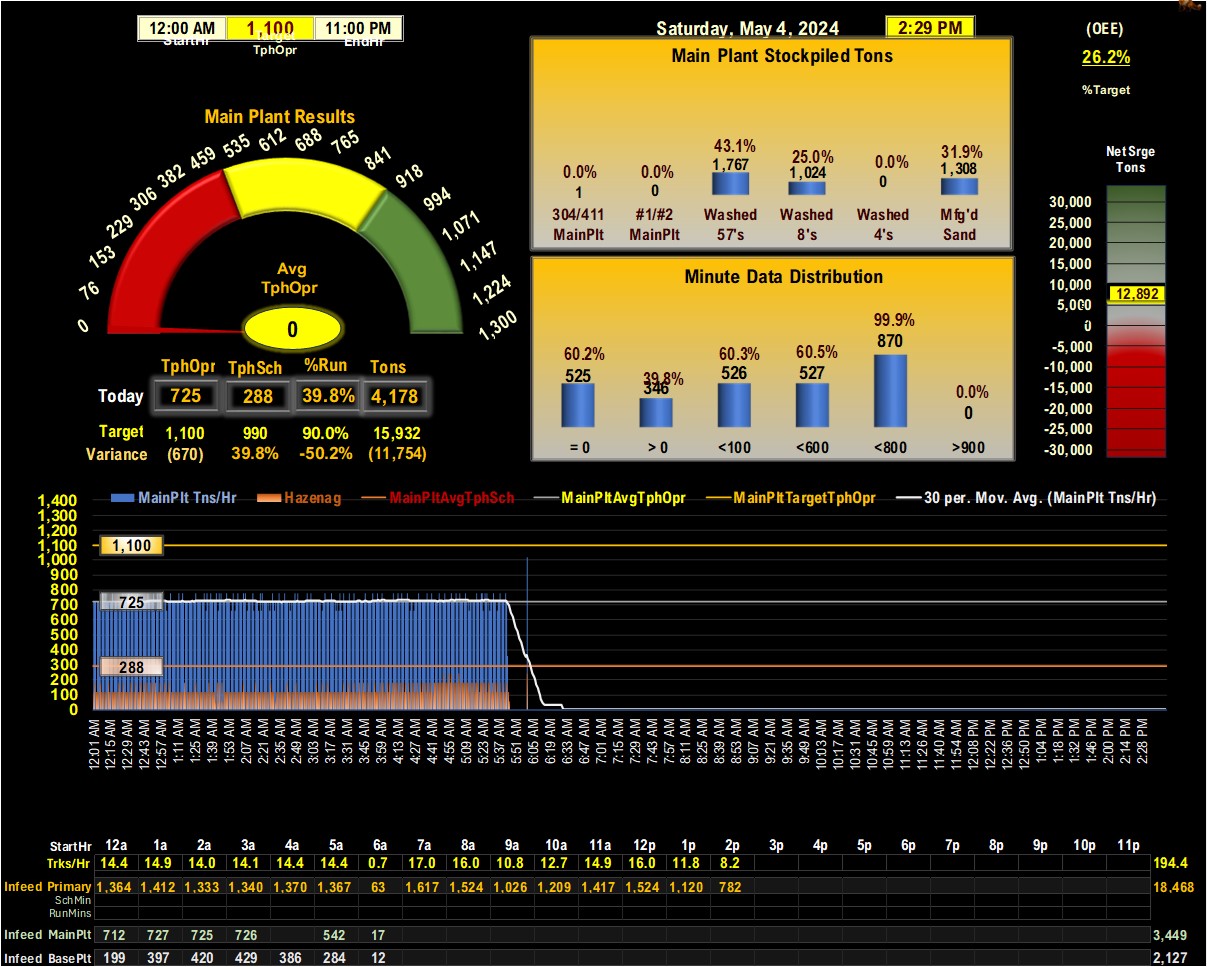 12:00 AM 1,100 11:00 PM
StartHr Target EndHr
TphOpr
Saturday, May 4, 2024 2:29 PM
(OEE)
26.2%
%Target
Main Plant Results
0 76 153 229 306 382 459 535 612 688 765 841 918 994 1,071 1,147 1,224 1,300
Avg
TphOpr
0
TphOpr TphSch %Run Tons
Today 725 288 39.8% 4,178
Target 1,100 990 90.0% 15,932
Variance (670) 39.8% -50.2% (11,754)
Main Plant Stockpiled Tons
0.0% 0.0% 43.1% 25.0% 0.0% 31.9%
1 0 1,767 1,024 0 1,308
304/411 #1/#2 Washed Washed Washed Mfg'd
MainPlt MainPlt 57's 8's 4's Sand
Minute Data Distribution
60.2% 39.8% 60.3% 60.5% 99.9% 0.0%
525 346 526 527 870 0
= 0 > 0 <100 <600 <800 >900
Net Srge
Tons
30,000
25,000
20,000
15,000
10,000
12,892
5,000
0
-5,000
-10,000
-15,000
-20,000
-25,000
-30,000
MainPlt Tns/Hr Hazenag MainPltAvgTphSch MainPltAvgTphOpr MainPltTargetTphOpr 30 per. Mov. Avg. (MainPlt Tns/Hr)
1,400
1,300
1,200
1,100 1,100
1,000
900
800
700 725
600
500
400
300 288
200
100
0
12:01 AM 12:15 AM 12:29 AM 12:43 AM 12:57 AM 1:11 AM 1:25 AM 1:39 AM 1:53 AM 2:07 AM 2:21 AM 2:35 AM 2:49 AM 3:03 AM 3:17 AM 3:31 AM 3:45 AM 3:59 AM 4:13 AM 4:27 AM 4:41 AM 4:55 AM 5:09 AM 5:23 AM 5:37 AM 5:51 AM 6:05 AM 6:19 AM 6:33 AM 6:47 AM 7:01 AM 7:15 AM 7:29 AM 7:43 AM 7:57 AM 8:11 AM 8:25 AM 8:39 AM 8:53 AM 9:07 AM 9:21 AM 9:35 AM 9:49 AM 10:03 AM 10:17 AM 10:31 AM 10:45 AM 10:59 AM 11:13 AM 11:26 AM 11:40 AM 11:54 AM 12:08 PM 12:22 PM 12:36 PM 12:50 PM 1:04 PM 1:18 PM 1:32 PM 1:46 PM 2:00 PM 2:14 PM 2:28 PM
StartHr 12a 1a 2a 3a 4a 5a 6a 7a 8a 9a 10a 11a 12p 1p 2p 3p 4p 5p 6p 7p 8p 9p 10p 11p
Trks/Hr 14.4 14.9 14.0 14.1 14.4 14.4 0.7 17.0 16.0 10.8 12.7 14.9 16.0 11.8 8.2 194.4
Infeed Primary 1,364 1,412 1,333 1,340 1,370 1,367 63 1,617 1,524 1,026 1,209 1,417 1,524 1,120 782 18,468
SchMin
RunMins
Infeed MainPlt 712 727 725 726 542 17 3,449
Infeed BasePlt 199 397 420 429 386 284 12 2,127